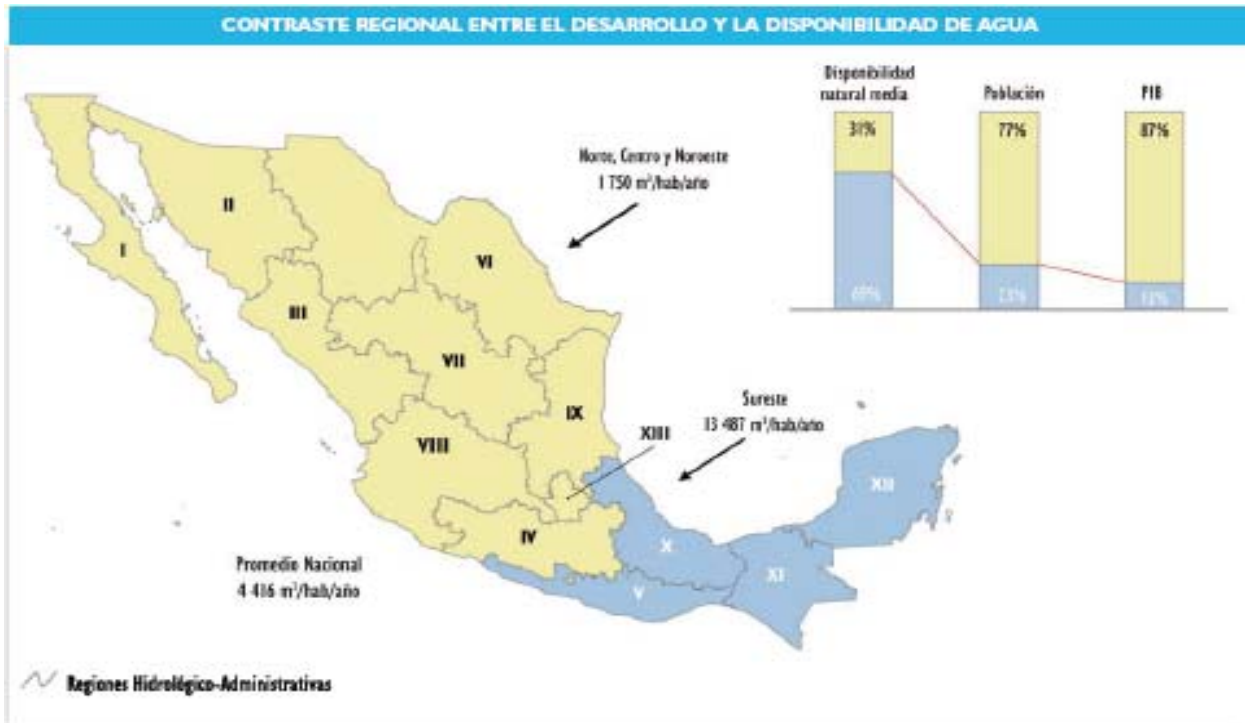 CONTRASTE REGIONAL ENTRE EL DESARROLLO Y LA DISPONIBILIDAD DE AGUA
Disponibilidad
natural media
Población
PIB
31%
77%
87%
69%
23%
Norte, Centro y Noroeste
1 750 m³/hab/año
I
II
III
VI
VII
VIII
IX
XIII
Sureste
13 487 m³/hab/año
IV
X
V
XI
XII
Promedio Nacional
4 416 m³/hab/año
Regiones Hidrológico-Administrativas